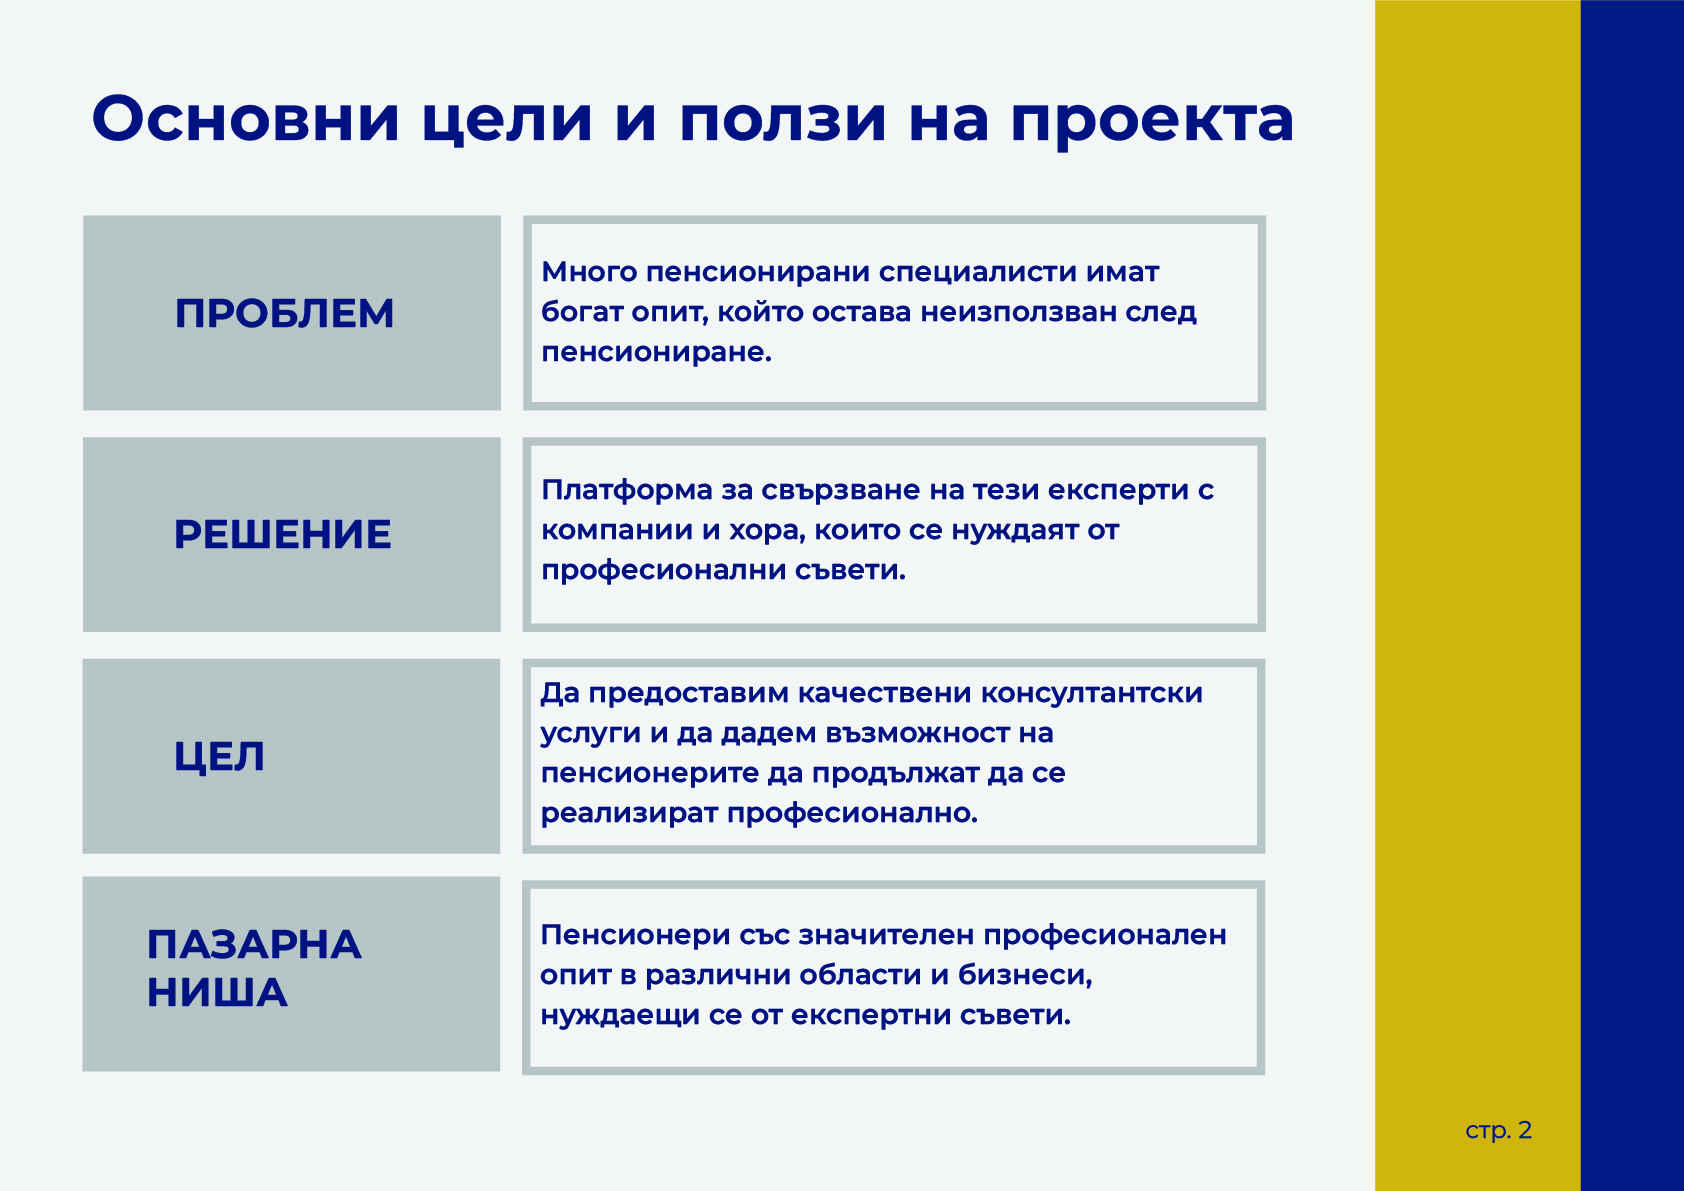 Основни цели и ползи на проекта
ПРОБЛЕМ
Много пенсионирани специалисти имат
богат опит, който остава неизползван след
пенсиониране.
РЕШЕНИЕ
Платформа за свързване на тези експерти с
компании и хора, които се нуждаят от
професионални съвети.
ЦЕЛ
Да предоставим качествени консултантски
услуги и да дадем възможност на
пенсионерите да продължат да се
реализират професионално.
ПАЗАРНА
НИША
Пенсионери със значителен професионален
опит в различни области и бизнеси,
нуждаещи се от експертни съвети.
стр. 2